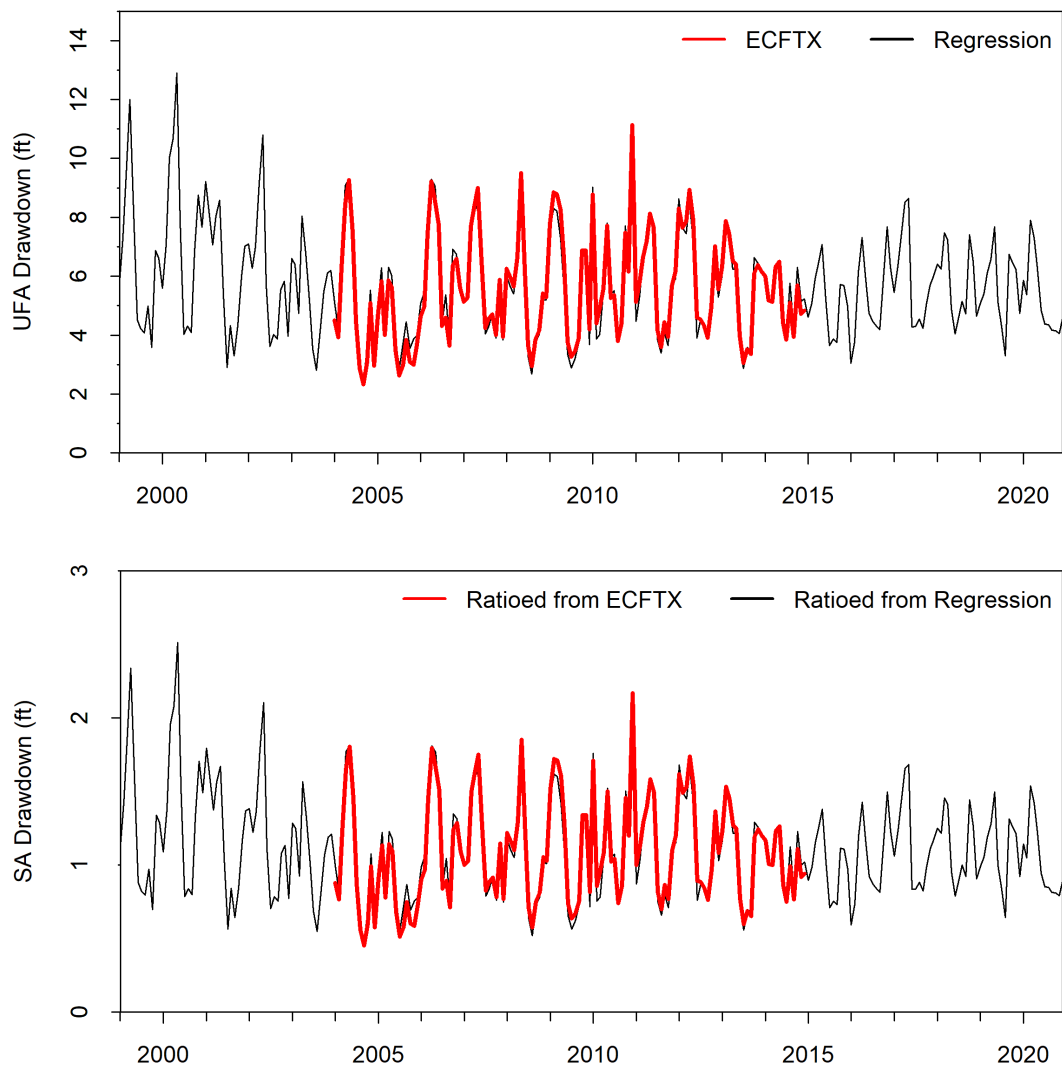 ECFTX Regression
UFA Drawdown (ft)
14
12
10
8
6
4
2
0
2000 2005 2010 2015 2020
Ratioed from ECFTX Ratioed from Regression
SA Drawdown (ft)
3
2
1
0
2000 2005 2010 2015 2020